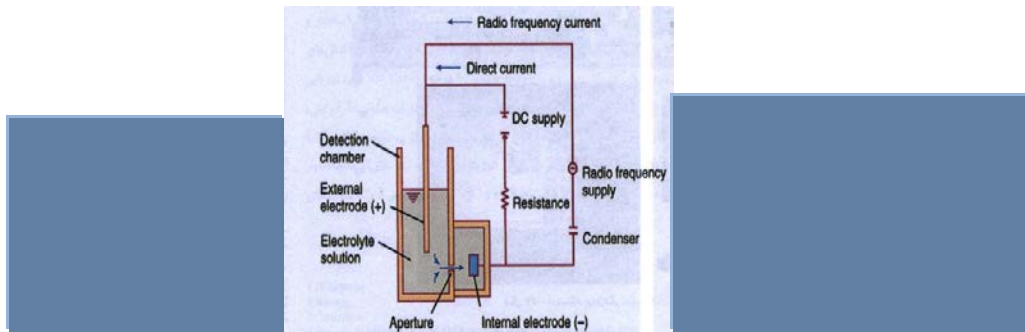 Radio frequency current
Direct current
DC supply
Detection
chamber
External
electrode (+)
Electrolyte
solution
Radio frequency
supply
Resistance
Condenser
Aperture
Internal electrode (−)